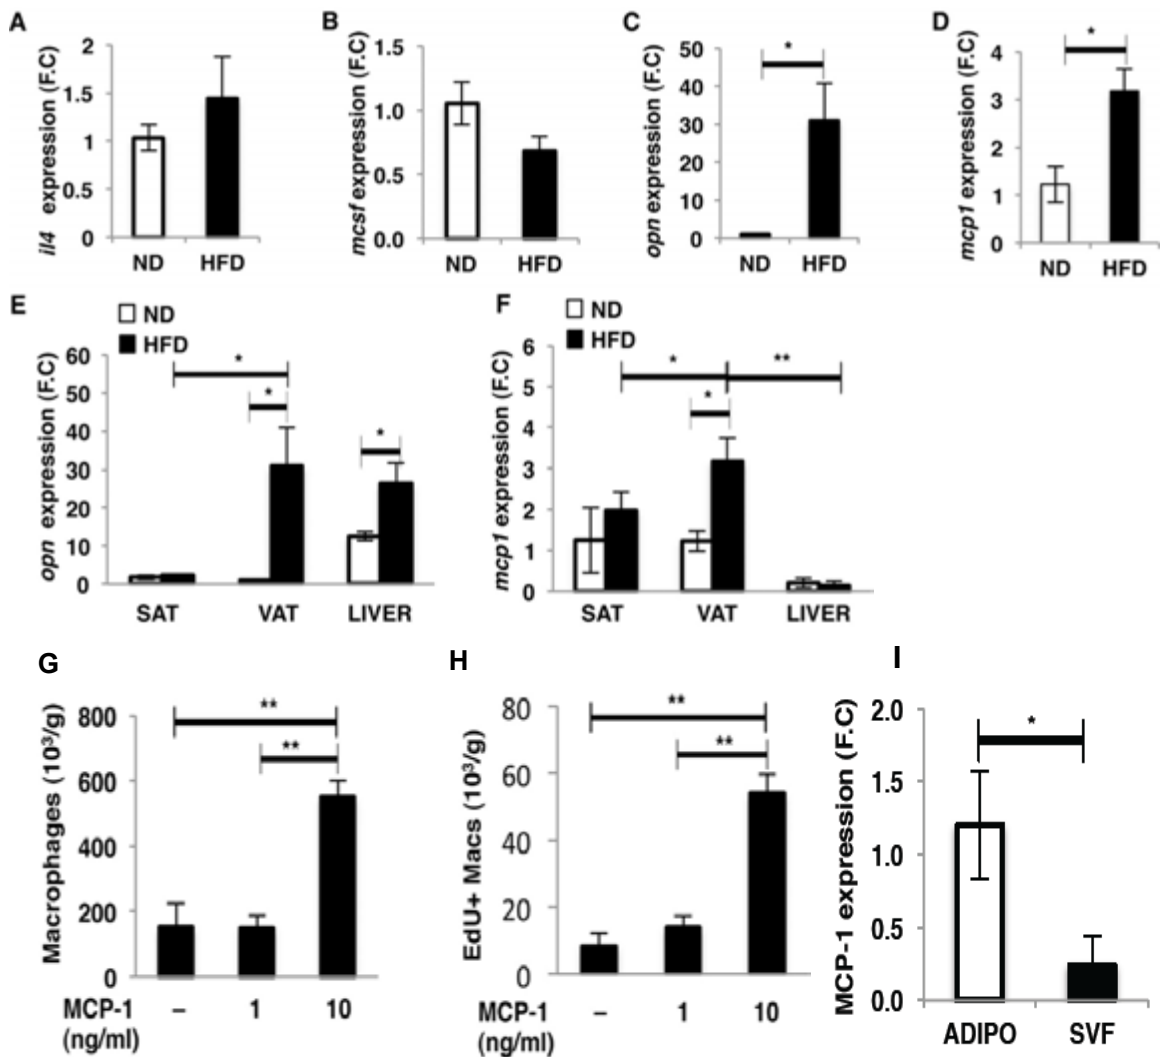 A
il4 expression (F.C)
2
1.5
1
0.5
0
ND HFD
B
mcsf expression (F.C)
1.5
1.0
0.5
0.0
ND HFD
C
opn expression (F.C)
50
40
30
20
10
0
*
ND HFD
D
mcp1 expression (F.C)
4
3
2
1
0
*
ND HFD
E
ND
HFD
opn expression (F.C)
60
50
40
30
20
10
0
*
*
*
SAT VAT LIVER
F
ND
HFD
mcp1 expression (F.C)
6
5
4
3
2
1
0
* **
*
SAT VAT LIVER
G
Macrophages (10³/g)
800
600
400
200
0
**
**
MCP-1 – 1 10
(ng/ml)
H
EdU+ Macs (10³/g)
80
60
40
20
0
**
**
MCP-1 – 1 10
(ng/ml)
I
MCP-1 expression (F.C)
2.0
1.5
1.0
0.5
0.0
*
ADIPO SVF